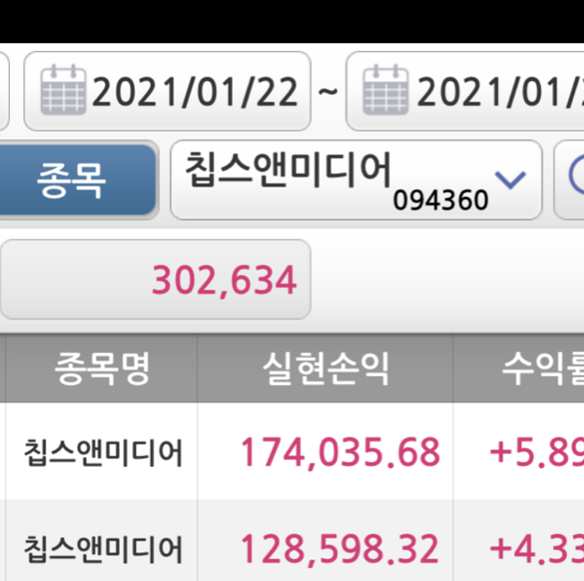 2021/01/22 ~ 2021/01/
종목 칩스앤미디어 094360
302,634
종목명 실현손익 수익률
칩스앤미디어 174,035.68 +5.89
칩스앤미디어 128,598.32 +4.33